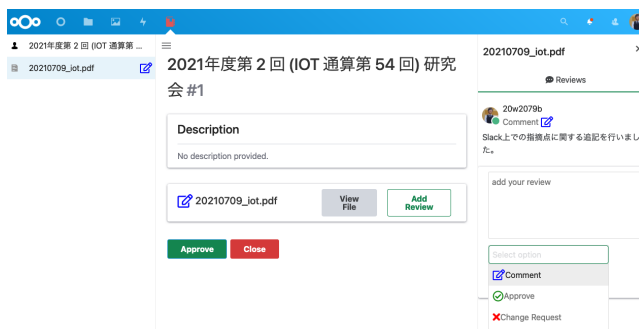 2021年度第 2 回 (IOT 通算第 ...
20210709_iot.pdf
2021年度第 2 回 (IOT 通算第 54 回) 研究
会 #1
Description
No description provided.
20210709_iot.pdf
View
File
Add
Review
Approve
Close
20210709_iot.pdf
Reviews
20w2079b
Comment
Slack上での指摘点に関する追記を行いまし
た。
add your review
Select option
Comment
Approve
Change Request